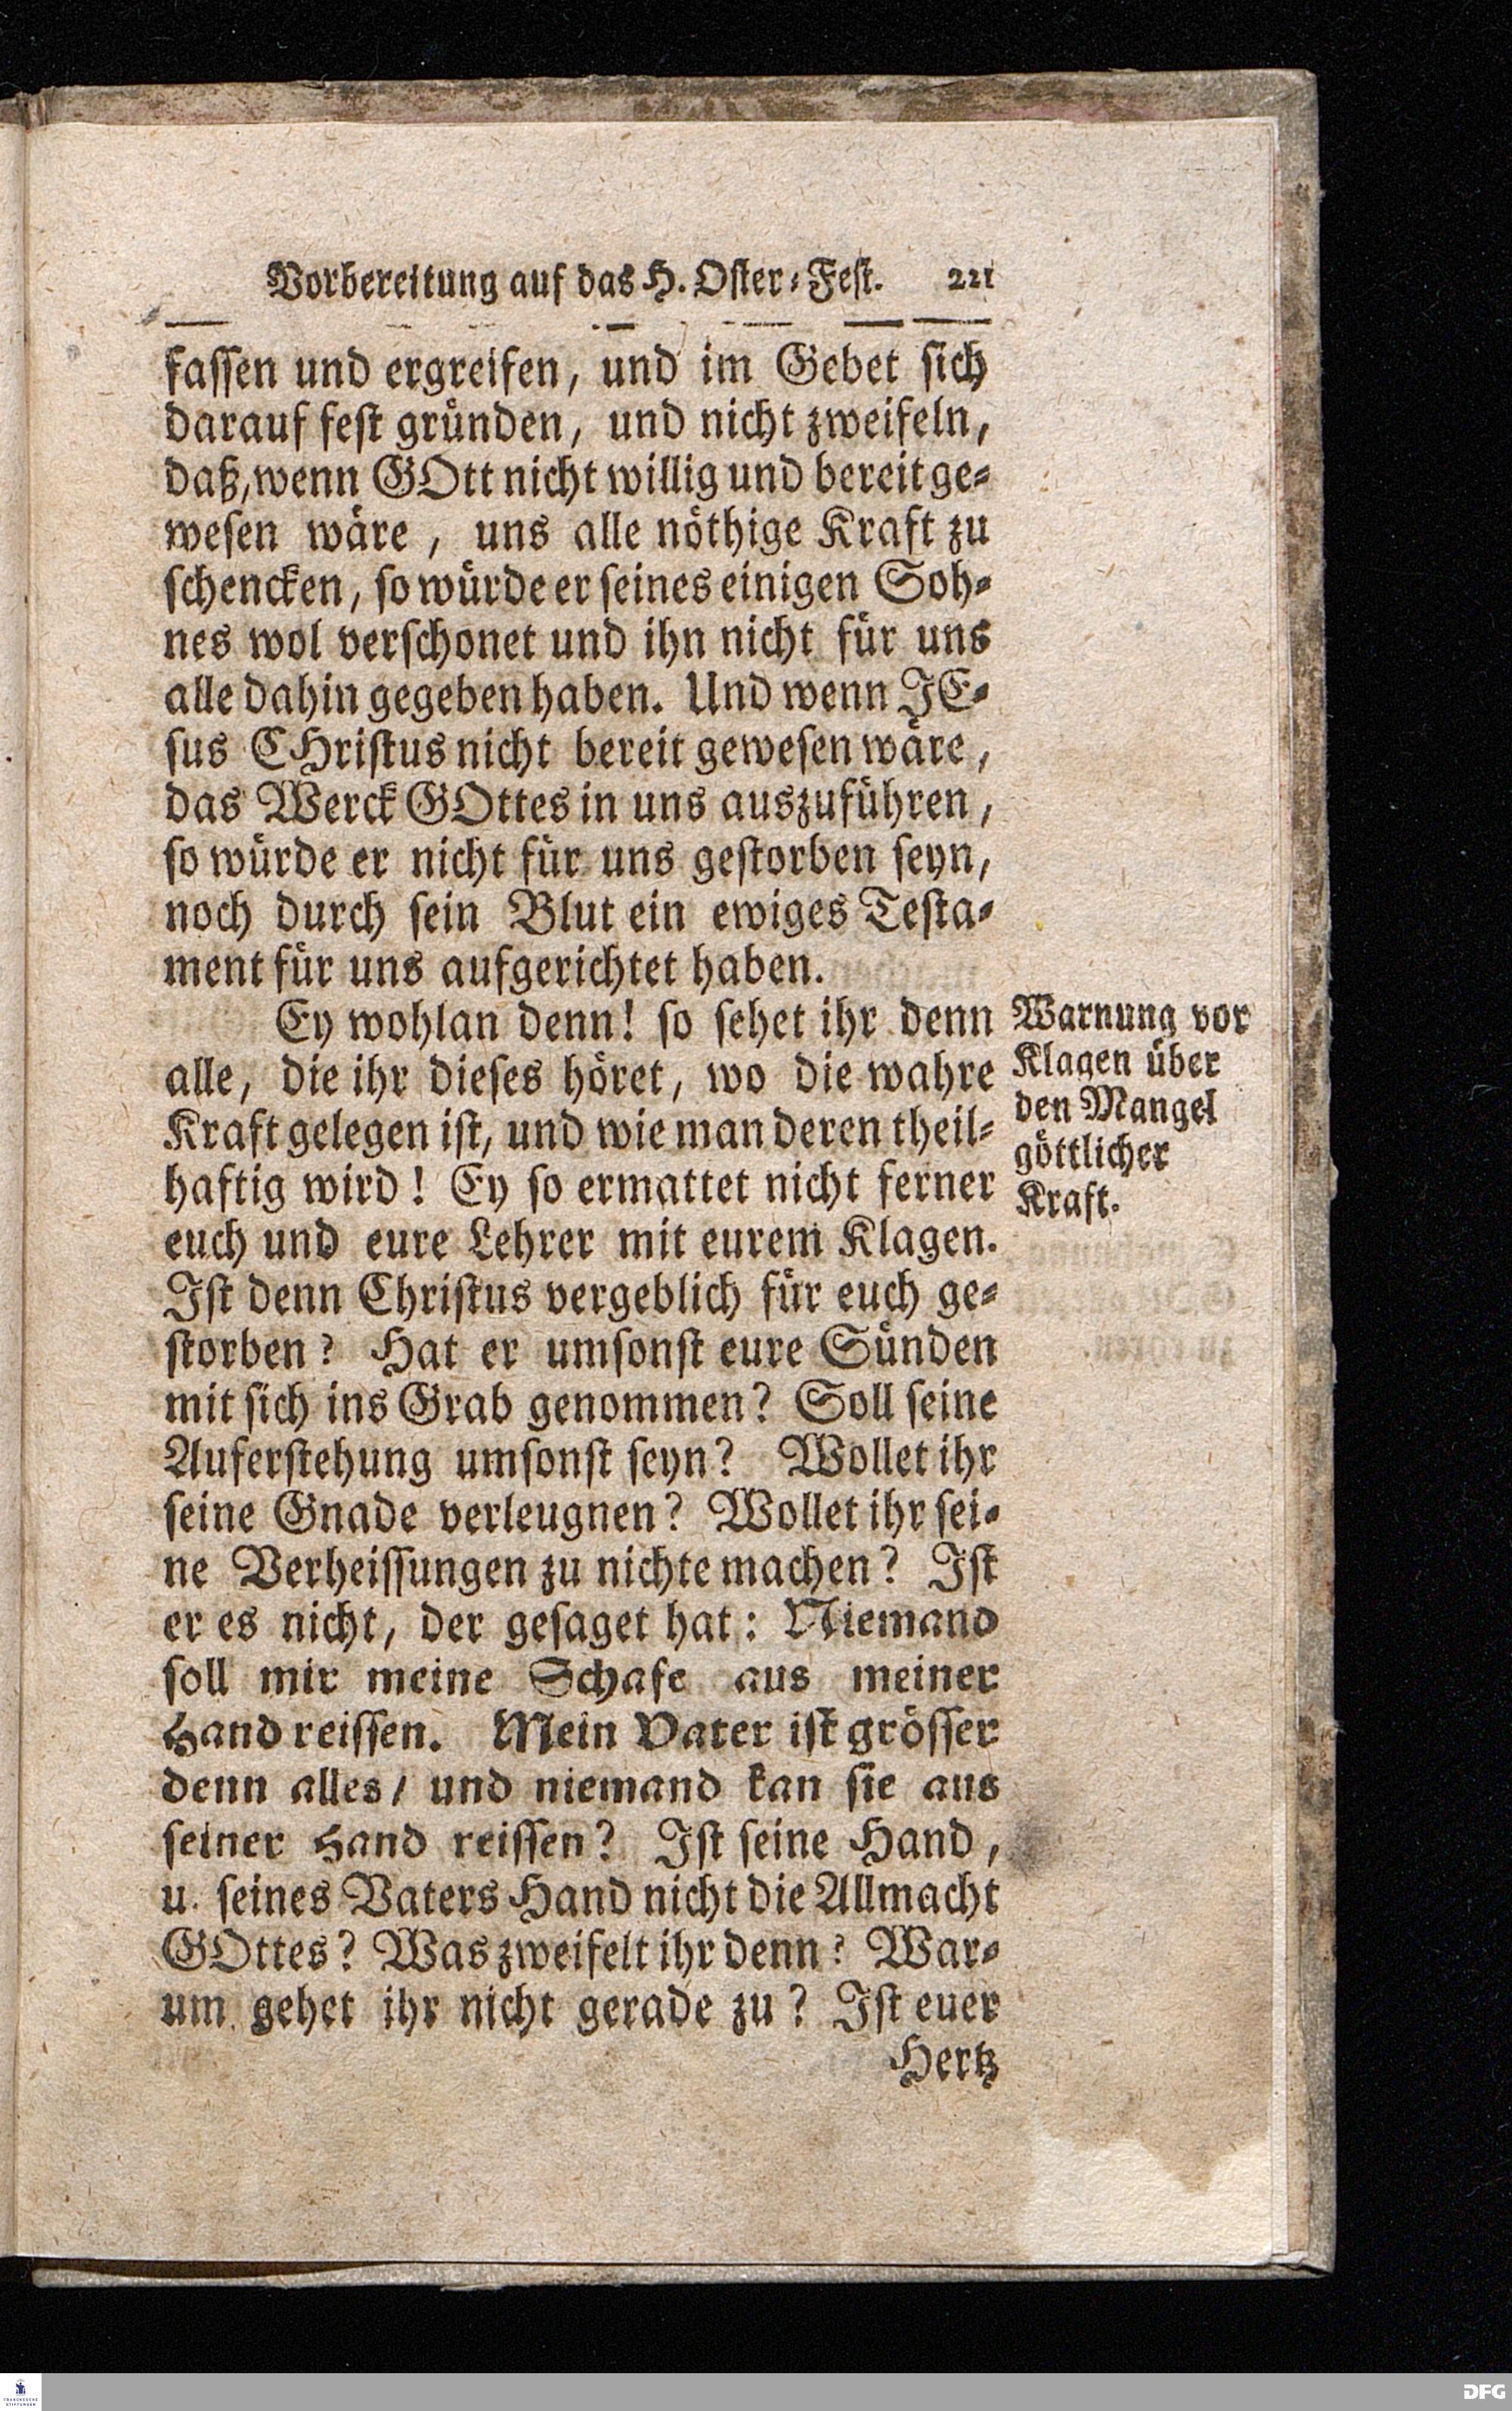 Vorbereitung auf das H. Oster-Fest. 221
fassen und ergreifen, und im Gebet sich
darauf fest gründen, und nicht zweifeln,
daß, wenn GOtt nicht willig und bereit ge-
wesen wäre, uns alle nöthige Kraft zu
schencken, so würde er seines einigen Soh-
nes wol verschonet und ihn nicht für uns
alle dahin gegeben haben. Und wenn JE-
sus CHristus nicht bereit gewesen wäre,
das Werck GOttes in uns auszuführen,
so würde er nicht für uns gestorben seyn,
noch durch sein Blut ein ewiges Testa-
ment für uns aufgerichtet haben.
Ey wohlan denn! so sehet ihr denn
alle, die ihr dieses höret, wo die wahre
Kraft gelegen ist, und wie man deren theil-
haftig wird! Ey so ermattet nicht ferner
euch und eure Lehrer mit eurem Klagen.
Ist denn Christus vergeblich für euch ge-
storben? Hat er umsonst eure Sünden
mit sich ins Grab genommen? Soll seine
Auferstehung umsonst seyn? Wollet ihr
seine Gnade verleugnen? Wollet ihr sei-
ne Verheissungen zu nichte machen? Ist
er es nicht, der gesaget hat: Niemand
soll mir meine Schafe aus meiner
Hand reissen. Mein Vater ist grösser
denn alles/ und niemand kan sie aus
seiner Hand reissen? Ist seine Hand,
u. seines Vaters Hand nicht die Allmacht
GOttes? Was zweifelt ihr denn? War-
um gehet ihr nicht gerade zu? Ist euer
Hertz
Warnung vor
Klagen über
den Mangel
göttlicher
Kraft.
FRANCKESCHE
STIFTUNGEN
DFG